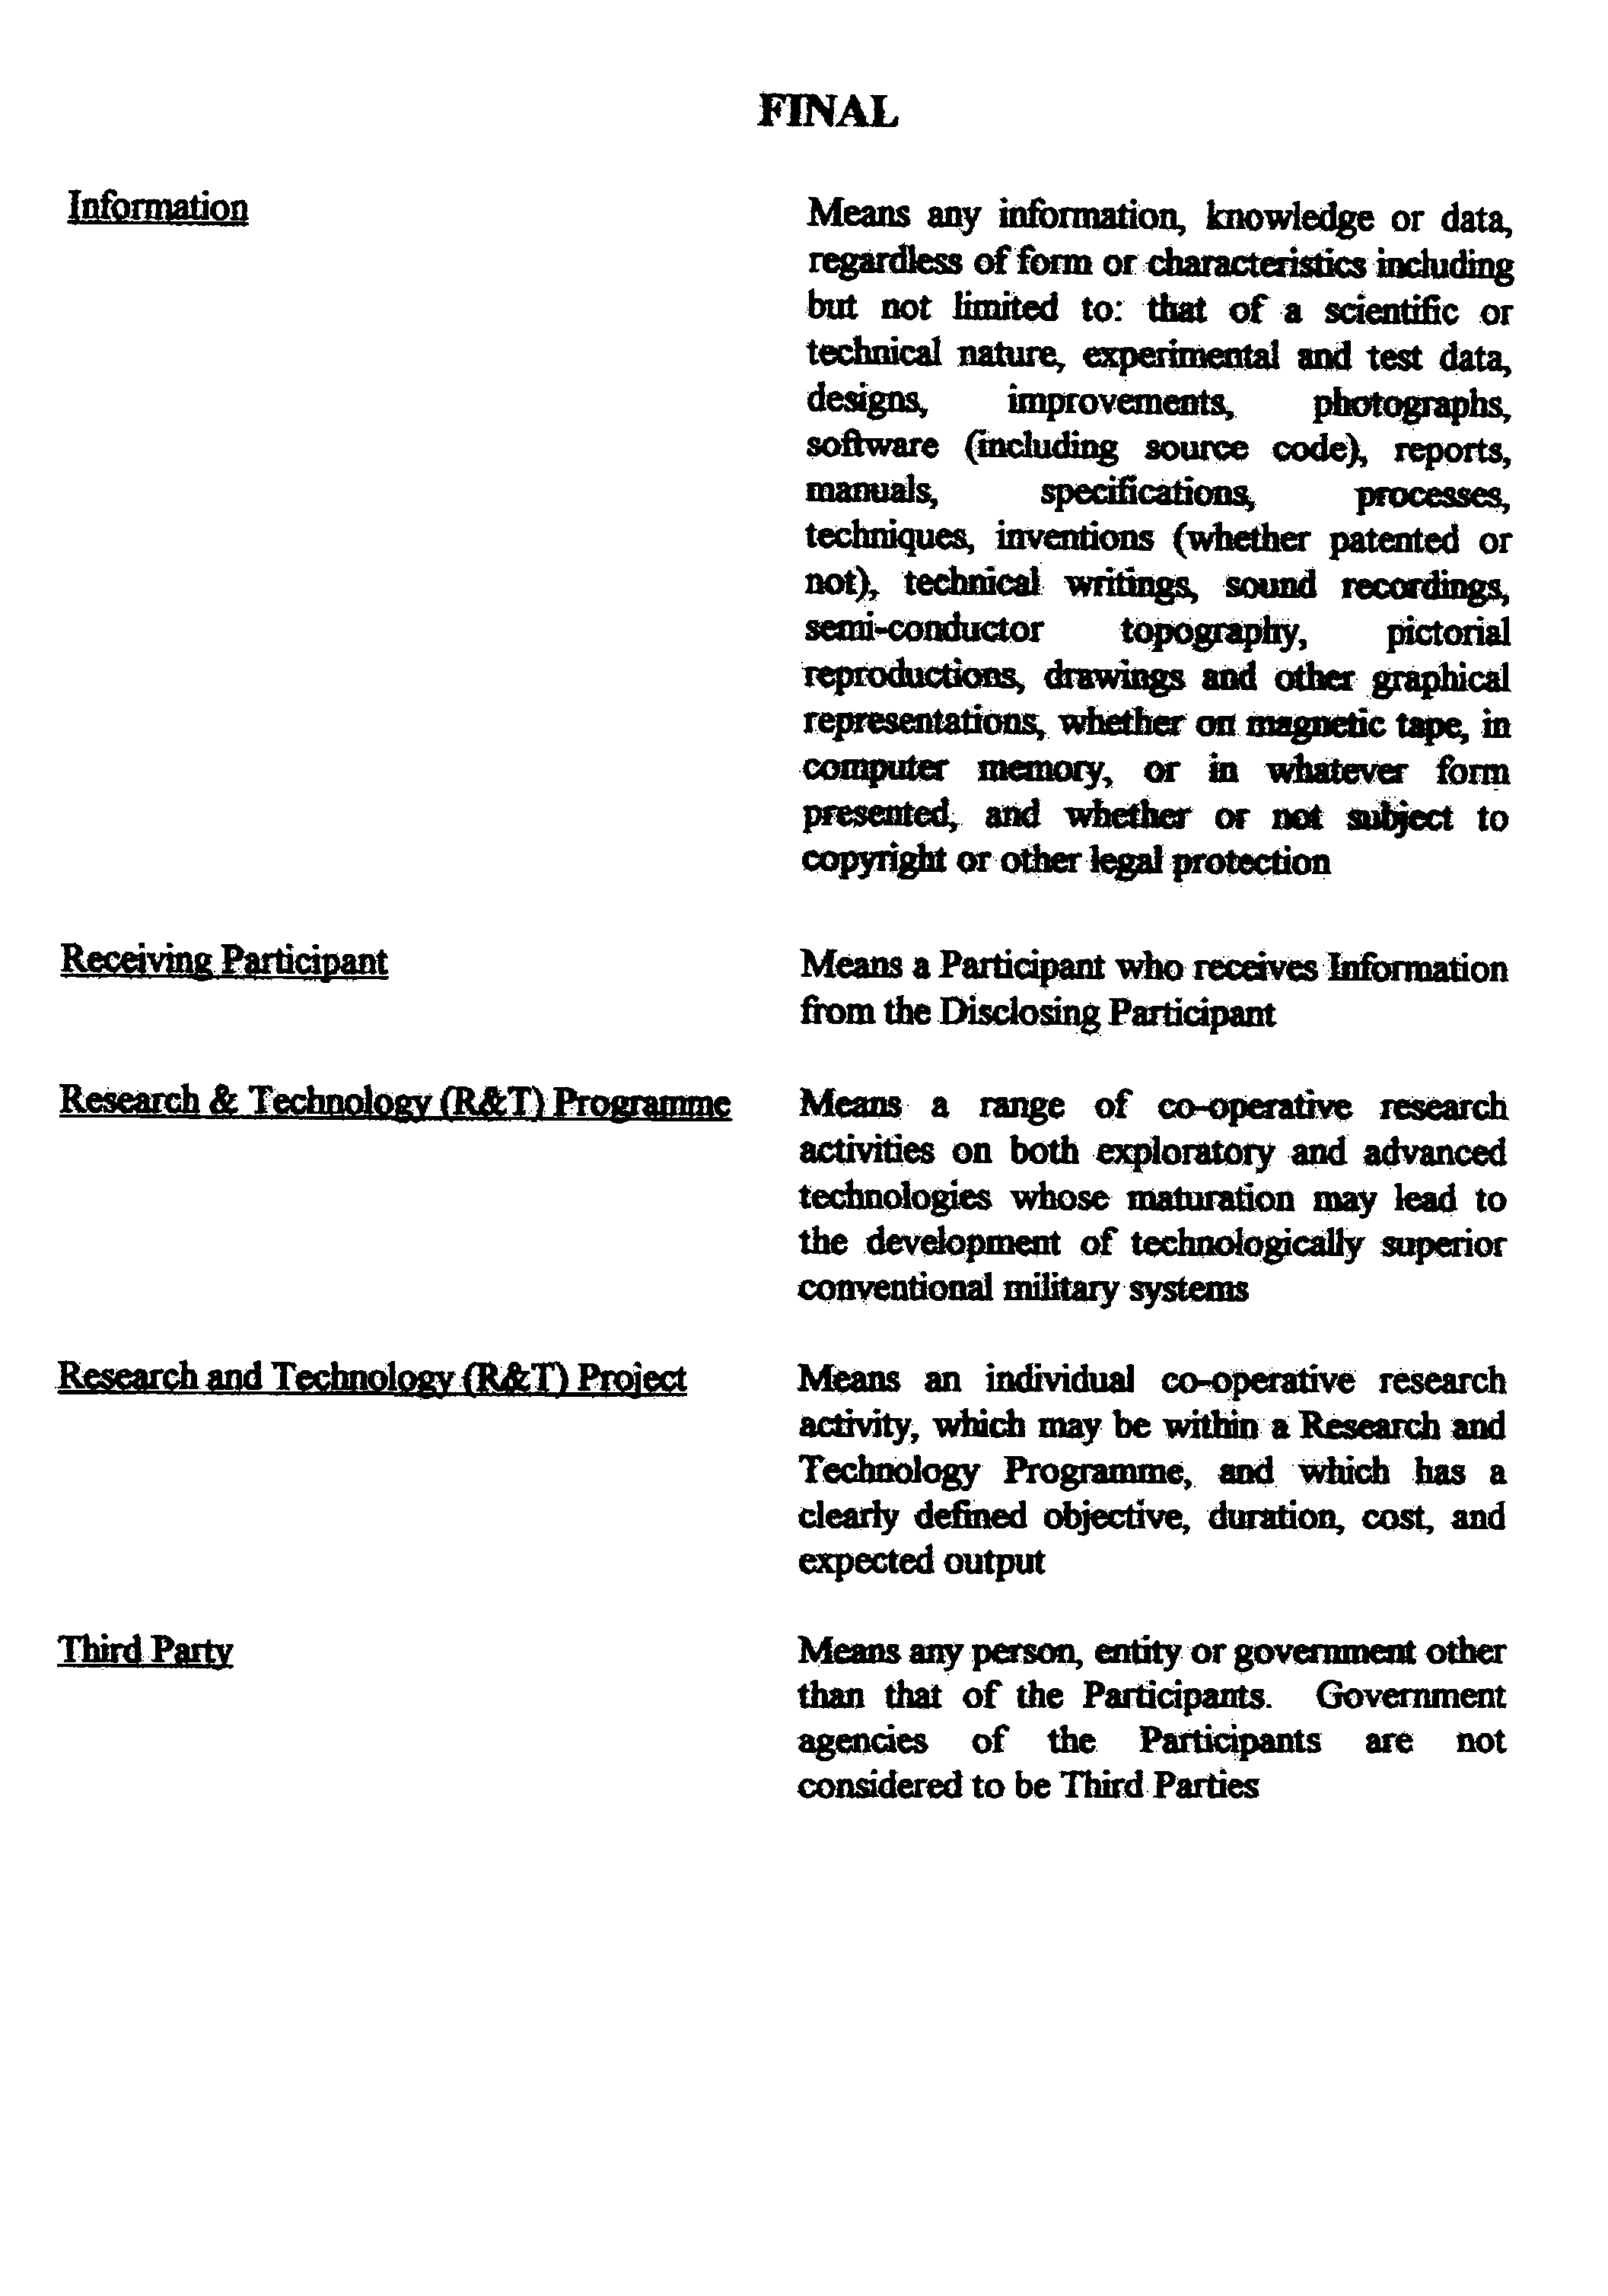 FINAL
Information
Means any information, knowledge or data,
regardless of form or characteristics including
but not limited to: that of a scientific or
technical nature, experimental and test data,
designs, improvements, photographs,
software (including source code), reports,
manuals, specifications, processes,
techniques, inventions (whether patented or
not), technical writings, sound recordings,
semi-conductor topography, pictorial
reproductions, drawings and other graphical
representations, whether on magnetic tape, in
computer memory, or in whatever form
presented, and whether or not subject to
copyright or other legal protection
Receiving Participant
Means a Participant who receives Information
from the Disclosing Participant
Research & Technology (R&T) Programme
Means a range of co-operative research
activities on both exploratory and advanced
technologies whose maturation may lead to
the development of technologically superior
conventional military systems
Research and Technology (R&T) Project
Means an individual co-operative research
activity, which may be within a Research and
Technology Programme, and which has a
clearly defined objective, duration, cost, and
expected output
Third Party
Means any person, entity or government other
than that of the Participants. Government
agencies of the Participants are not
considered to be Third Parties